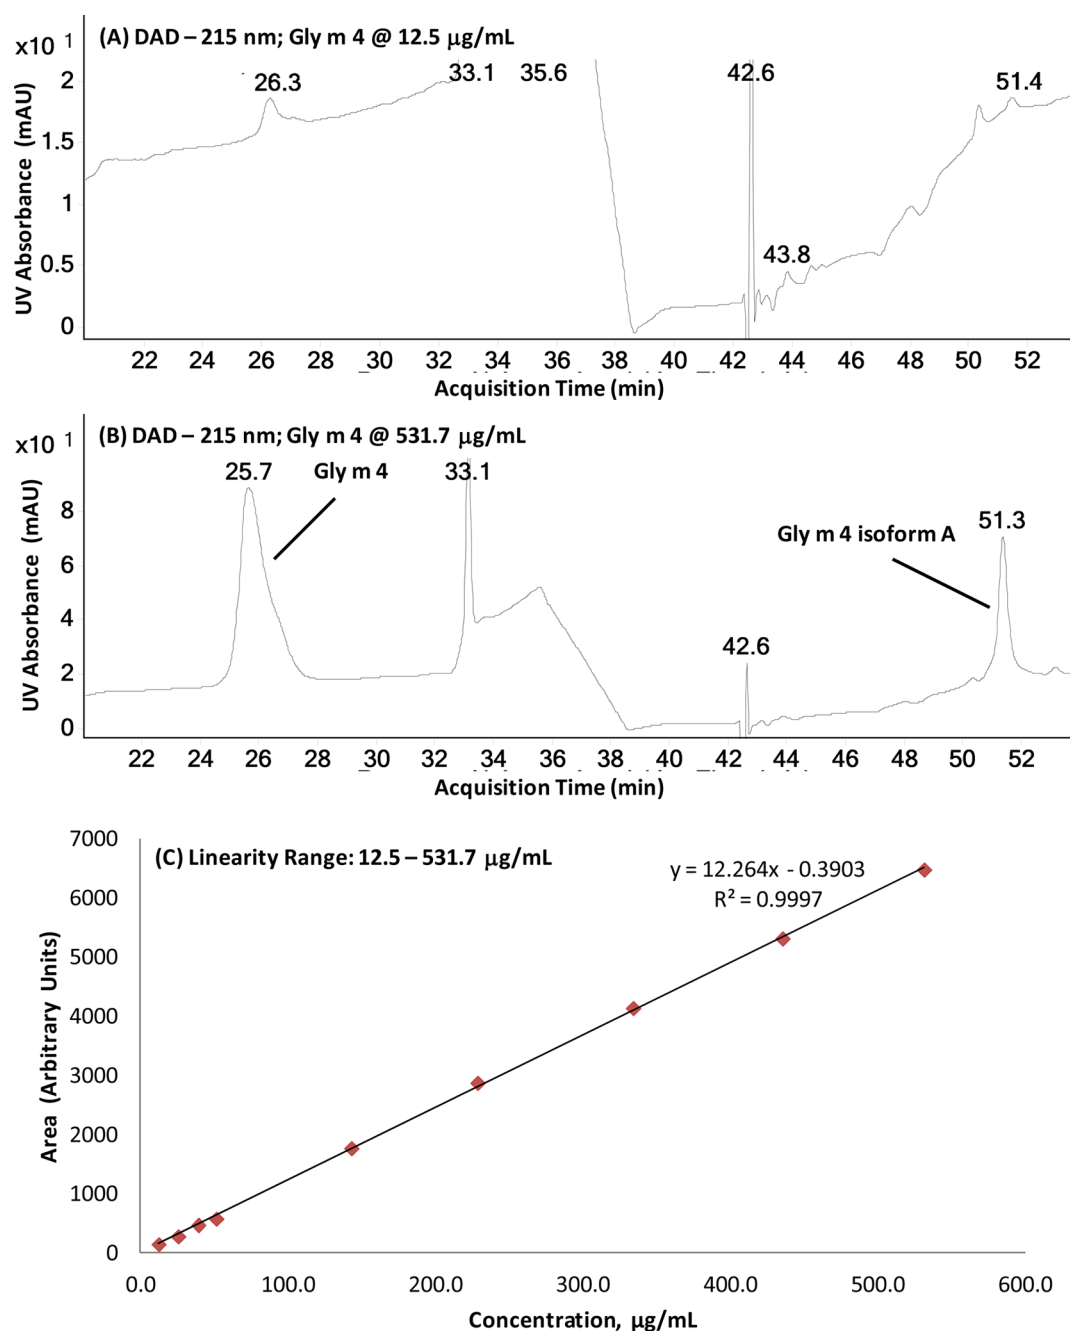 (A) DAD – 215 nm; Gly m 4 @ 12.5 µg/mL
x10 1
26.3
33.1
35.6
42.6
51.4
43.8
2
1.5
1
0.5
0
UV Absorbance (mAU)
22 24 26 28 30 32 34 36 38 40 42 44 46 48 50 52
Acquisition Time (min)
(B) DAD – 215 nm; Gly m 4 @ 531.7 µg/mL
x10 1
25.7
Gly m 4
33.1
51.3
Gly m 4 isoform A
42.6
8
6
4
2
0
UV Absorbance (mAU)
22 24 26 28 30 32 34 36 38 40 42 44 46 48 50 52
Acquisition Time (min)
(C) Linearity Range: 12.5 – 531.7 µg/mL
y = 12.264x - 0.3903
R² = 0.9997
7000
6000
5000
4000
3000
2000
1000
0
Area (Arbitrary Units)
0.0 100.0 200.0 300.0 400.0 500.0 600.0
Concentration, µg/mL